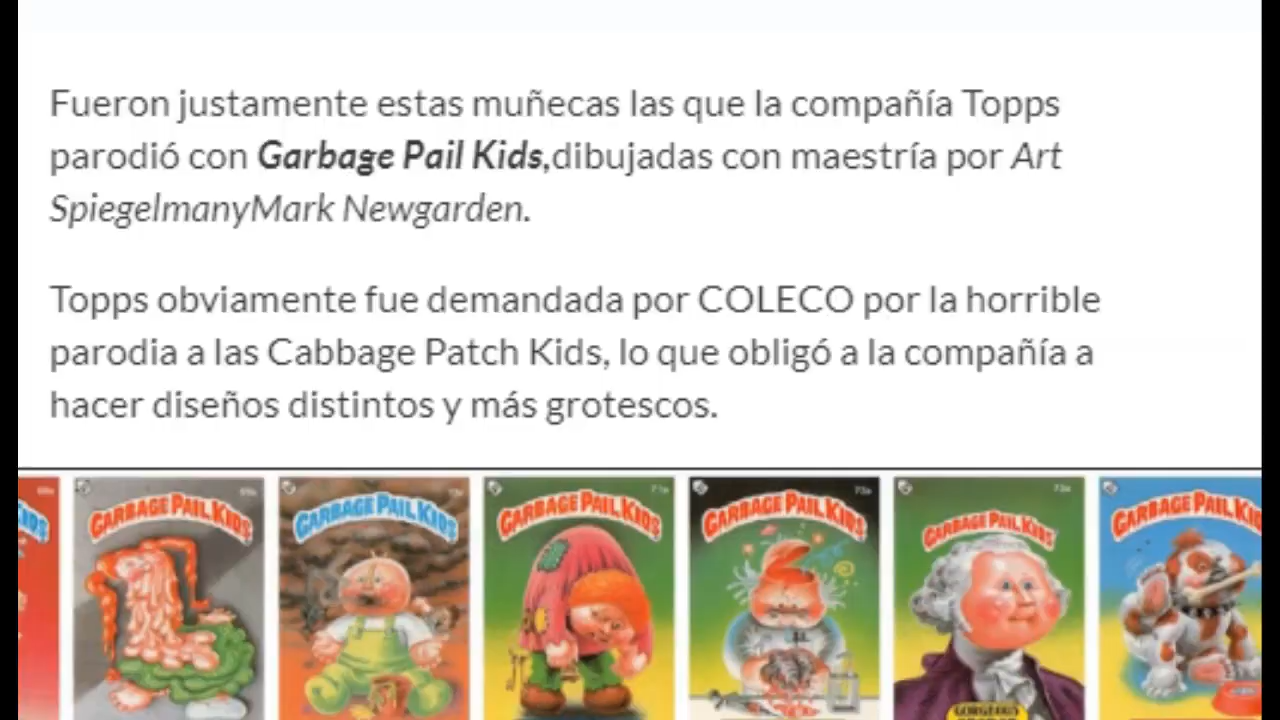 Fueron justamente estas muñecas las que la compañía Topps
parodió con Garbage Pail Kids,dibujadas con maestría por Art
SpiegelmanyMark Newgarden.
Topps obviamente fue demandada por COLECO por la horrible
parodia a las Cabbage Patch Kids, lo que obligó a la compañía a
hacer diseños distintos y más grotescos.
KIDS
GARBAGE PAIL KIDS
GARBAGE PAIL KIDS
GARBAGE PAIL KIDS
71a
GARBAGE PAIL KIDS
GARBAGE PAIL KIDS
GARBAGE PAIL KID